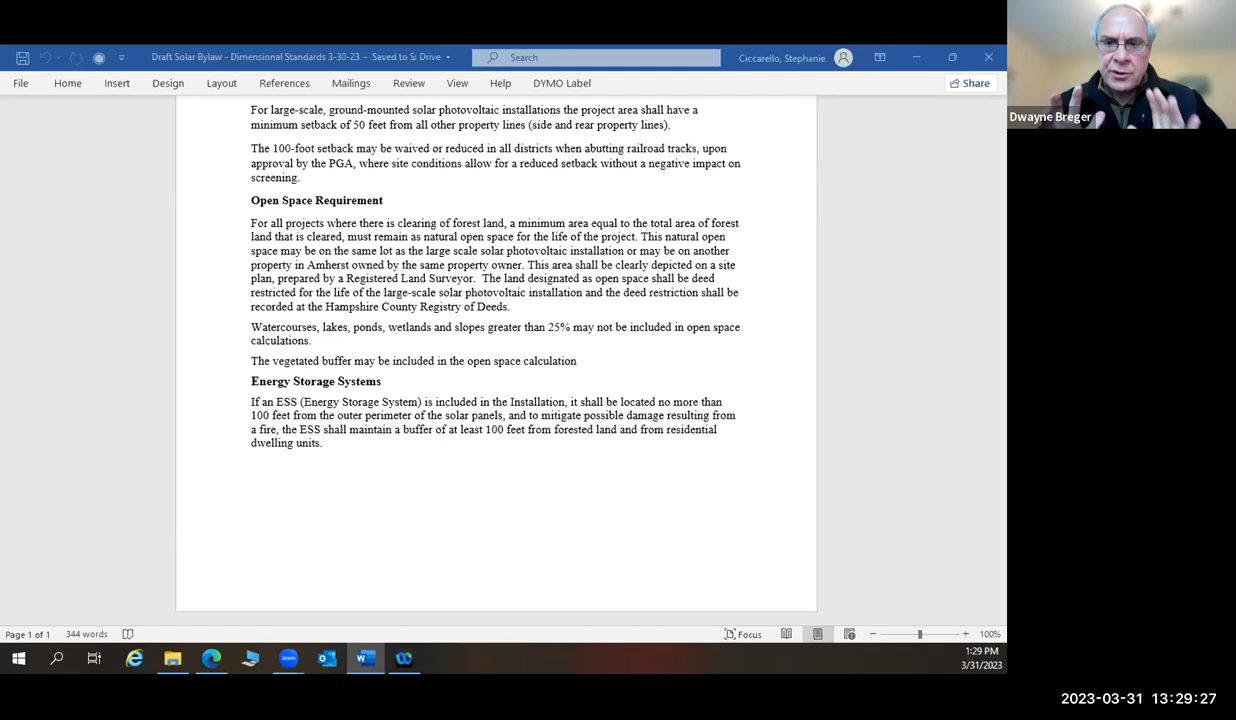 Draft Solar Bylaw - Dimensional Standards 3-30-23 - Saved to S: Drive
Search
Ciccarello, Stephanie
File Home Insert Design Layout References Mailings Review View Help DYMO Label Share
For large-scale, ground-mounted solar photovoltaic installations the project area shall have a
minimum setback of 50 feet from all other property lines (side and rear property lines).
The 100-foot setback may be waived or reduced in all districts when abutting railroad tracks, upon
approval by the PGA, where site conditions allow for a reduced setback without a negative impact on
screening.
Open Space Requirement
For all projects where there is clearing of forest land, a minimum area equal to the total area of forest
land that is cleared, must remain as natural open space for the life of the project. This natural open
space may be on the same lot as the large scale solar photovoltaic installation or may be on another
property in Amherst owned by the same property owner. This area shall be clearly depicted on a site
plan, prepared by a Registered Land Surveyor. The land designated as open space shall be deed
restricted for the life of the large-scale solar photovoltaic installation and the deed restriction shall be
recorded at the Hampshire County Registry of Deeds.
Watercourses, lakes, ponds, wetlands and slopes greater than 25% may not be included in open space
calculations.
The vegetated buffer may be included in the open space calculation
Energy Storage Systems
If an ESS (Energy Storage System) is included in the Installation, it shall be located no more than
100 feet from the outer perimeter of the solar panels, and to mitigate possible damage resulting from
a fire, the ESS shall maintain a buffer of at least 100 feet from forested land and from residential
dwelling units.
Page 1 of 1 344 words Focus 100%
zoom
1:29 PM
3/31/2023
Dwayne Breger
2023-03-31 13:29:27